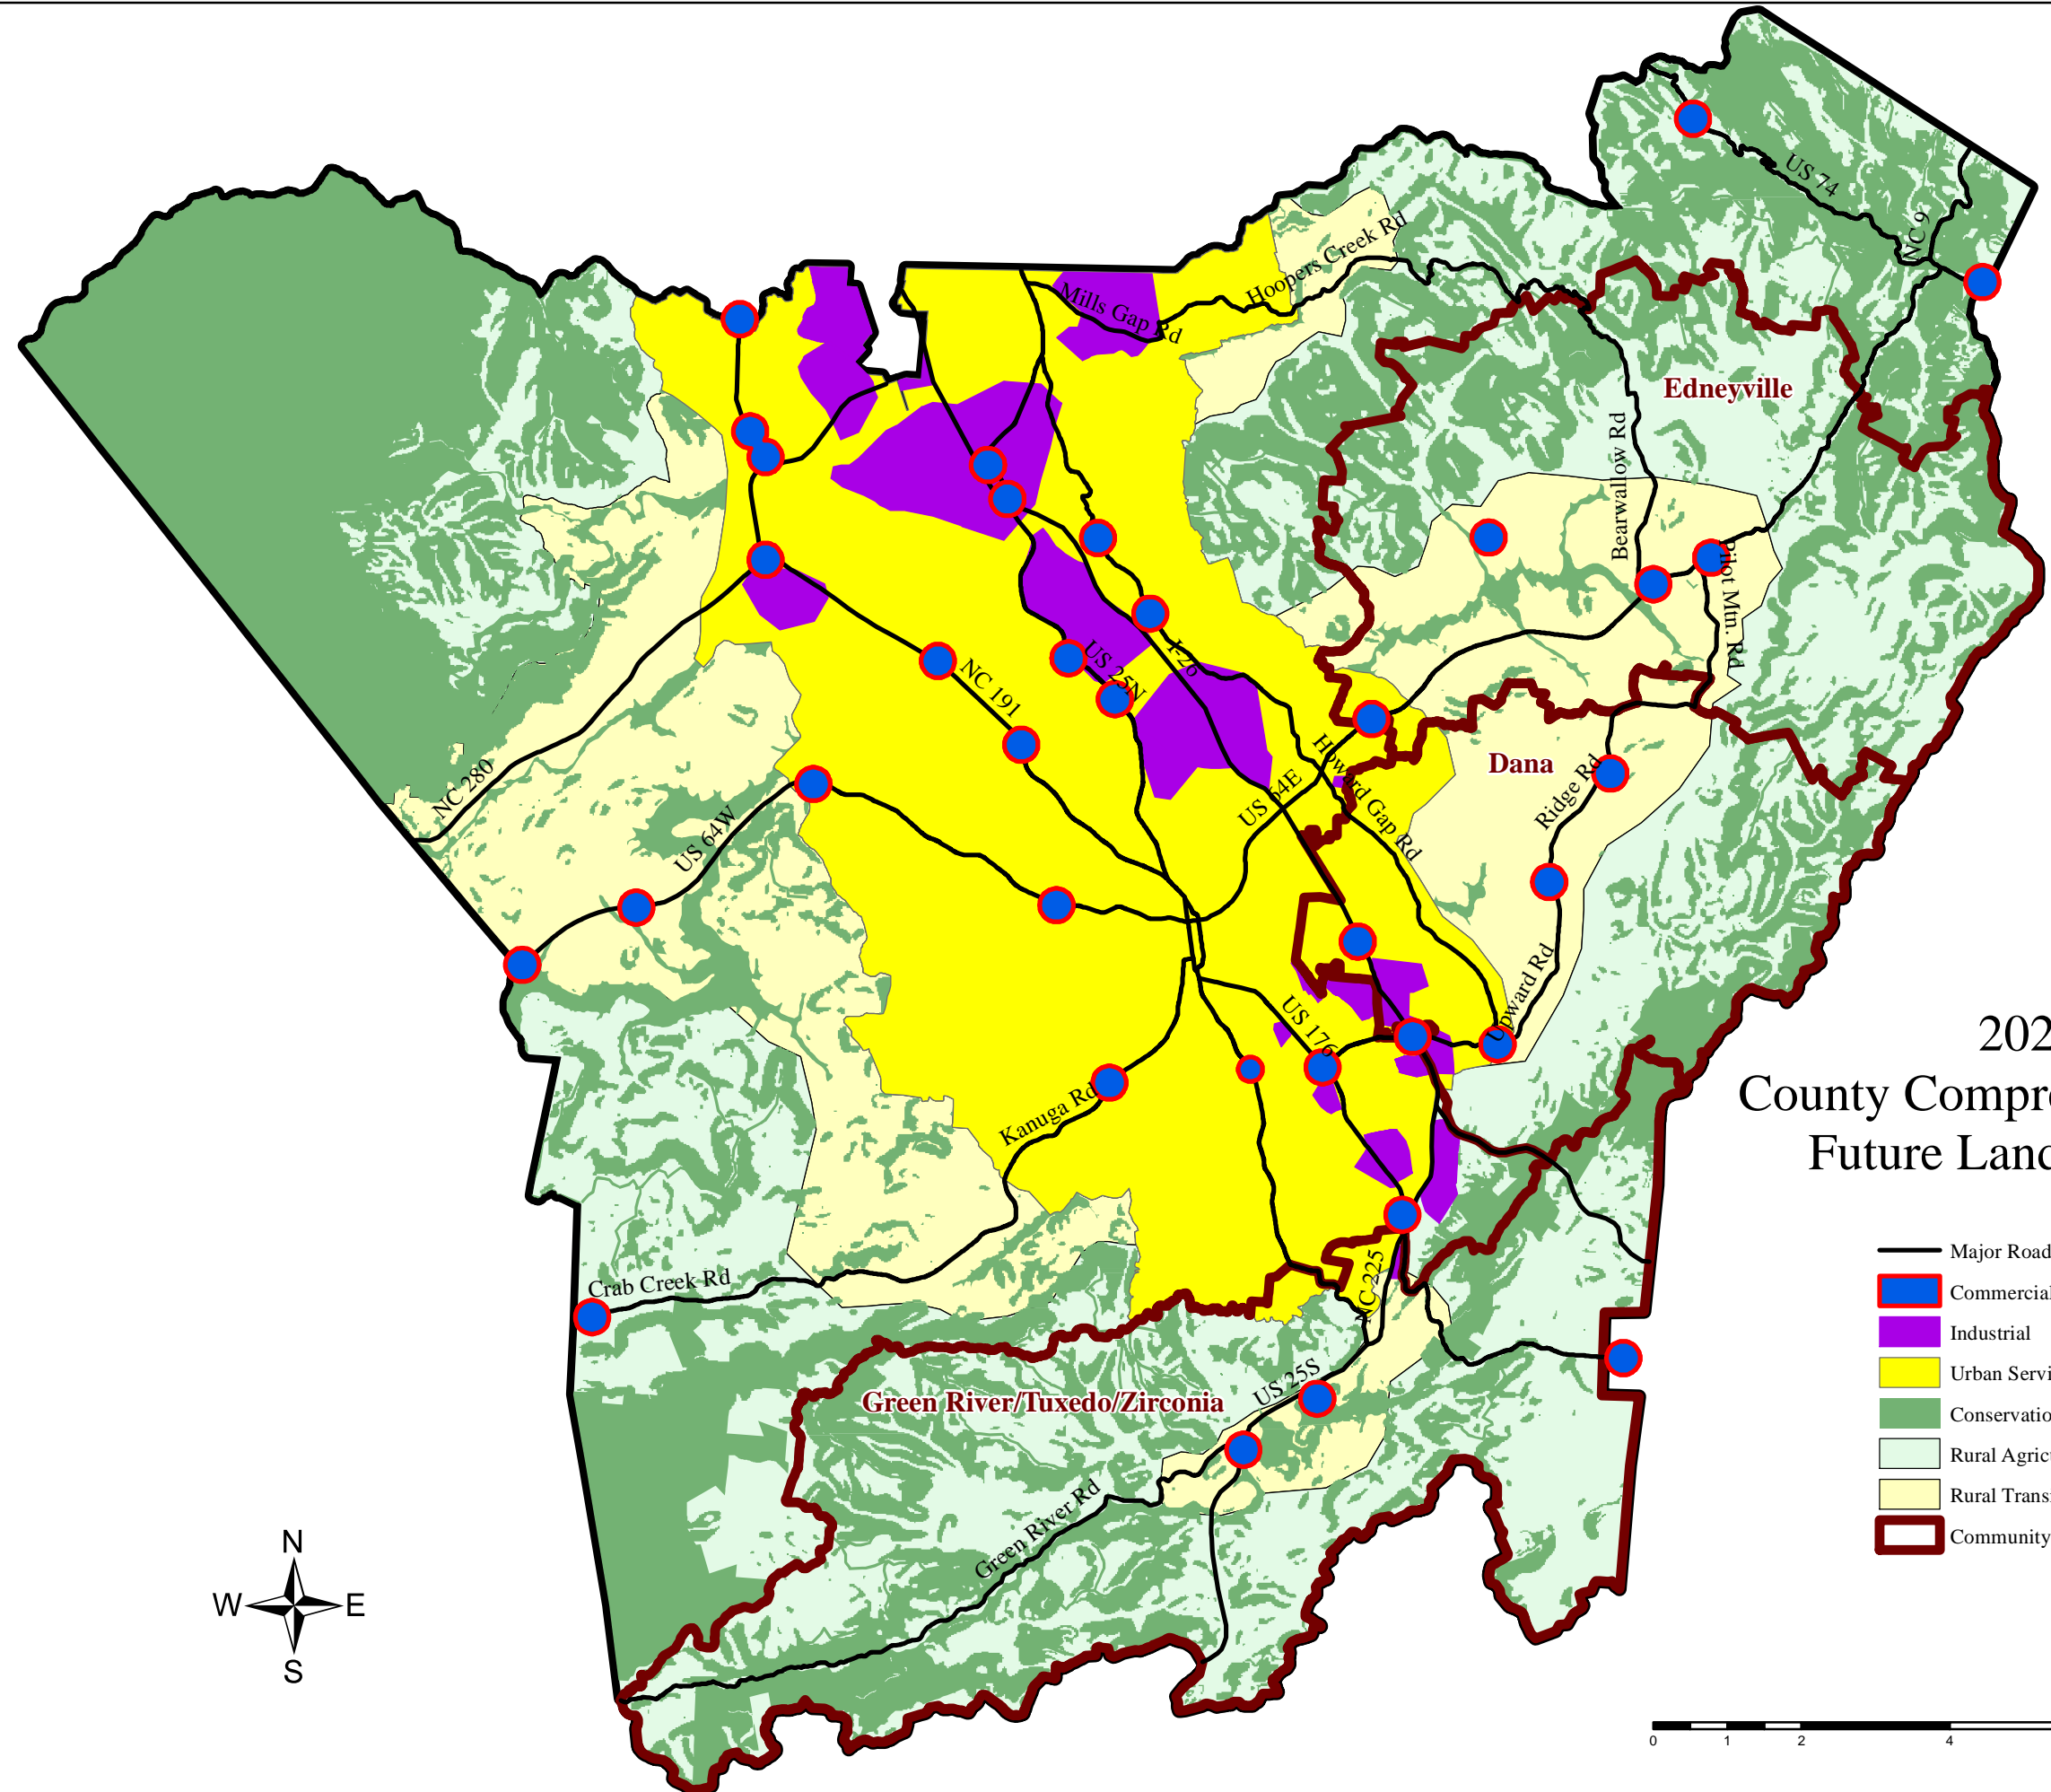 US 74
NC 9
Hoopers Creek Rd
Mills Gap Rd
Edneyville
Bearwallow Rd
Pilot Mtn. Rd
I-26
US 25N
NC 191
Howard Gap Rd
Dana
NC 280
US 64E
Ridge Rd
US 64W
Upward Rd
US 176
202
County Compre
Future Land
Kanuga Rd
Major Road
NC 225
Crab Creek Rd
Commercial
Industrial
Urban Servi
US 25S
Green River/Tuxedo/Zirconia
Conservatio
Rural Agric
Rural Trans
Green River Rd
Community
N
W E
S
0 1 2 4